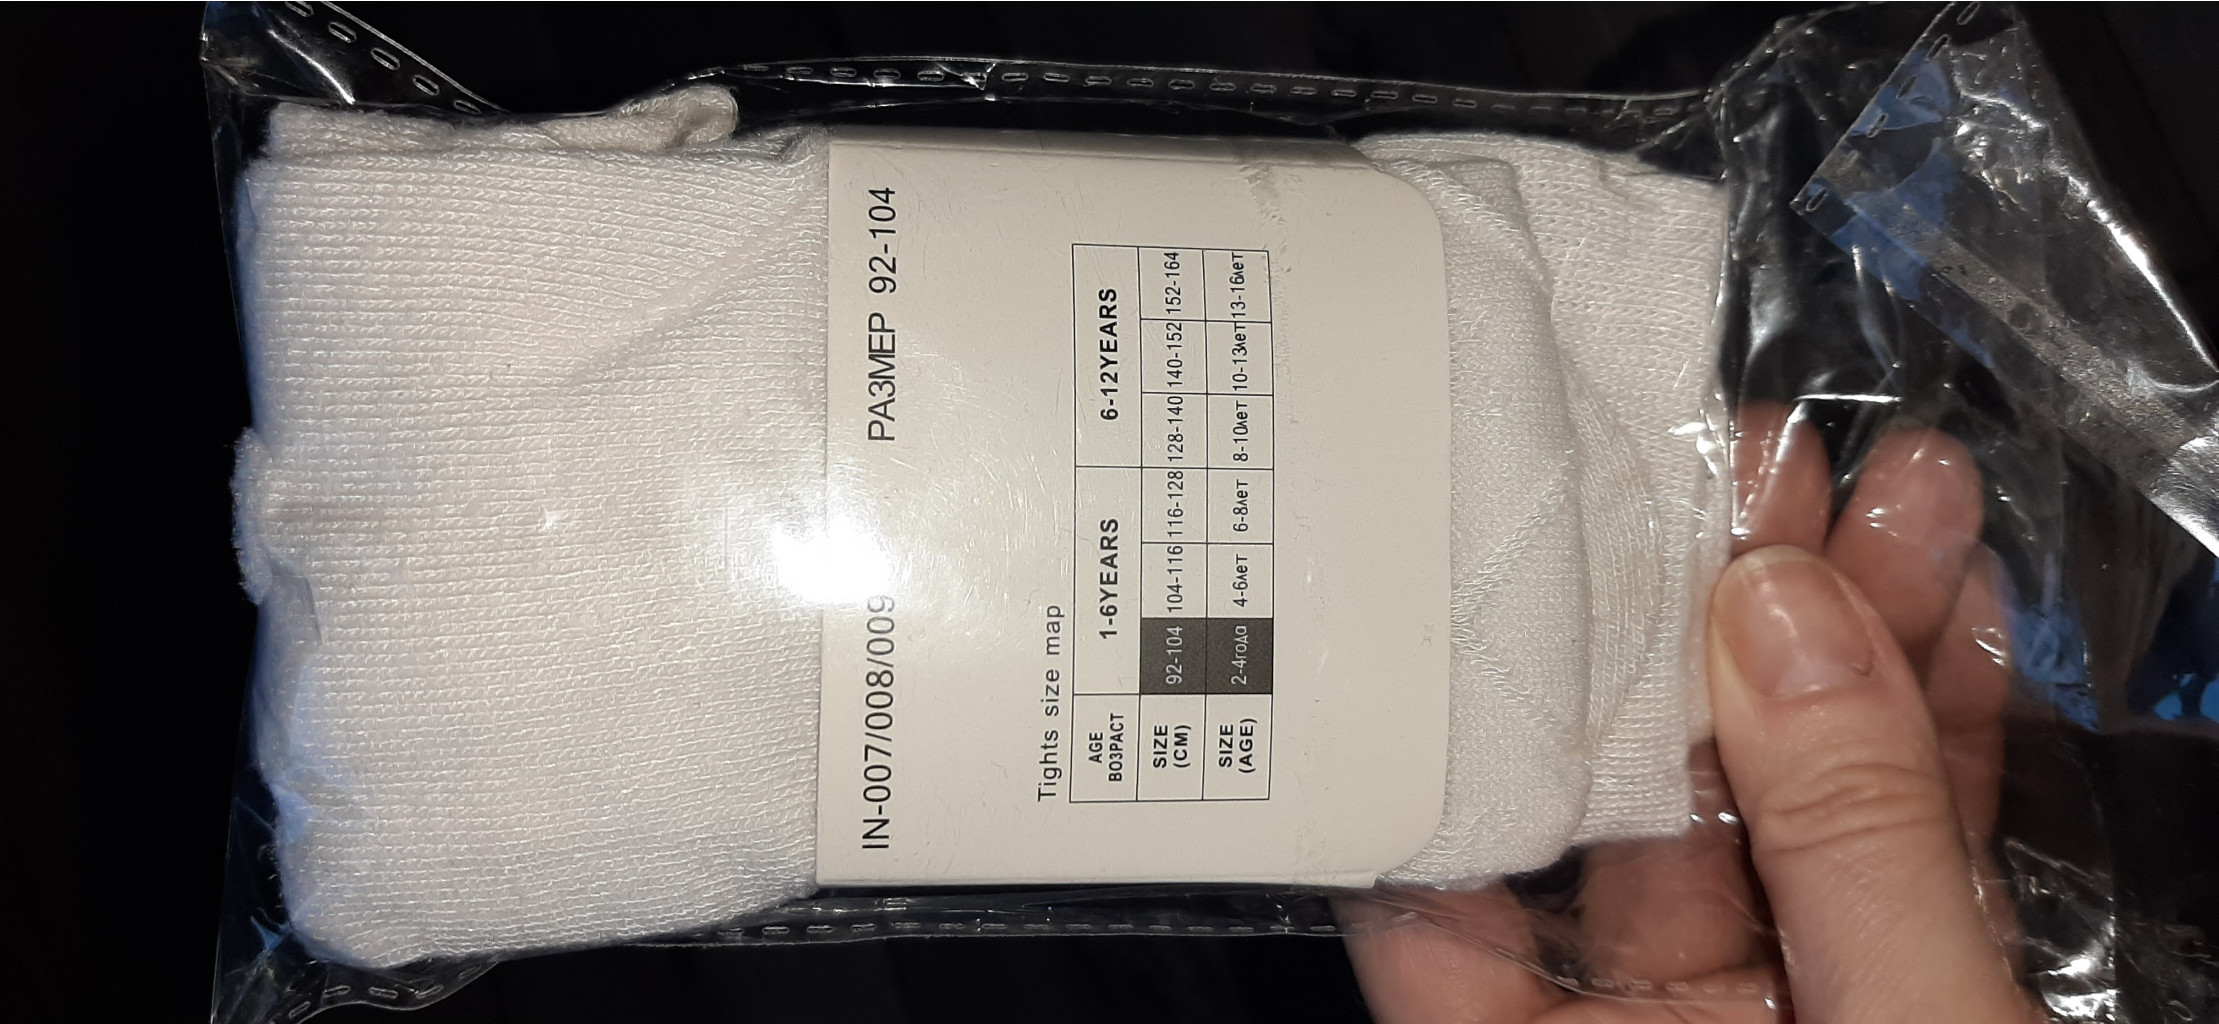 IN-007/008/009 РАЗМЕР 92-104
Tights size map
AGE ВОЗРАСТ 1-6YEARS 6-12YEARS
SIZE (CM) 92-104 104-116 116-128 128-140 140-152 152-164
SIZE (AGE) 2-4года 4-6лет 6-8лет 8-10лет 10-13лет 13-16лет